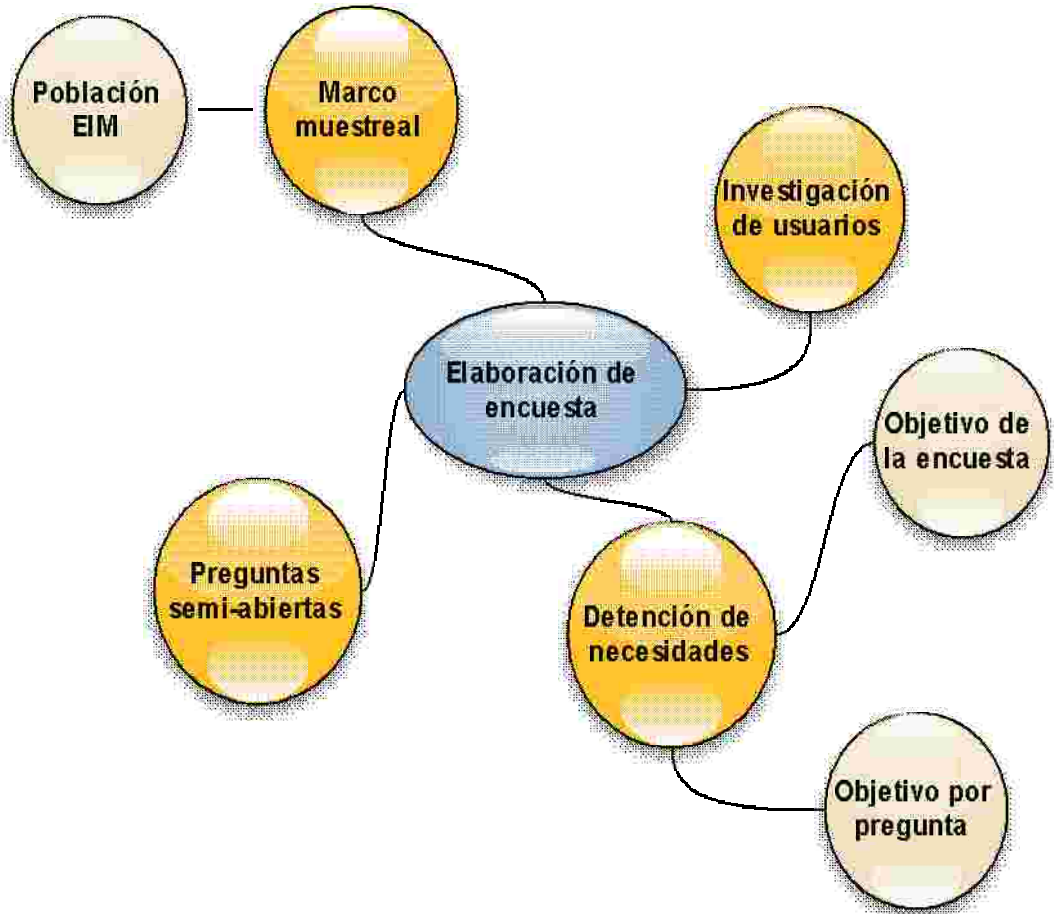 Población
EIM
Marco
muestreal
Investigación
de usuarios
Elaboración de
encuesta
Objetivo de
la encuesta
Preguntas
semi-abiertas
Detención de
necesidades
Objetivo por
pregunta